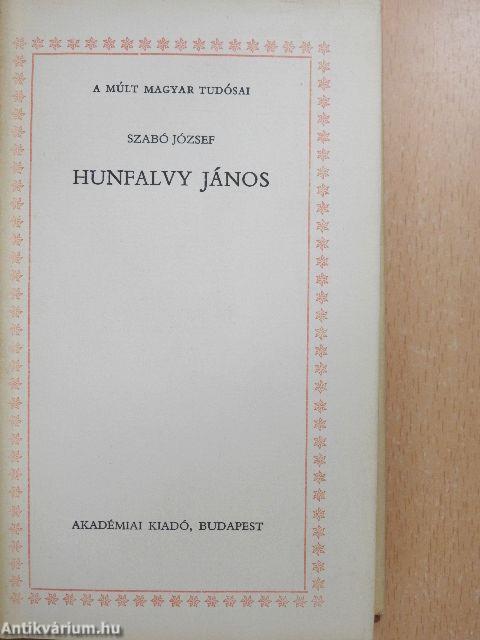 A MÚLT MAGYAR TUDÓSAI
SZABÓ JÓZSEF
HUNFALVY JÁNOS
AKADÉMIAI KIADÓ, BUDAPEST
Antikvárium.hu